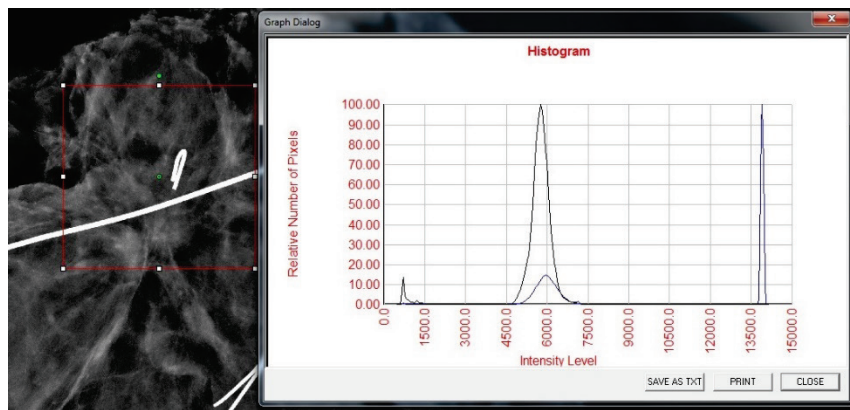 Graph Dialog
Histogram
Relative Number of Pixels
100.00
90.00
80.00
70.00
60.00
50.00
40.00
30.00
20.00
10.00
0.00
0.0 1500.0 3000.0 4500.0 6000.0 7500.0 9000.0 10500.0 12000.0 13500.0 15000.0
Intensity Level
SAVE AS TXT PRINT CLOSE